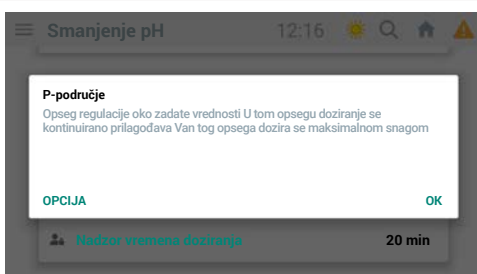 Smanjenje pH 12:16
P-područje
Opseg regulacije oko zadate vrednosti U tom opsegu doziranje se
kontinuirano prilagođava Van tog opsega dozira se maksimalnom snagom
OPCIJA OK
Nadzor vremena doziranja 20 min